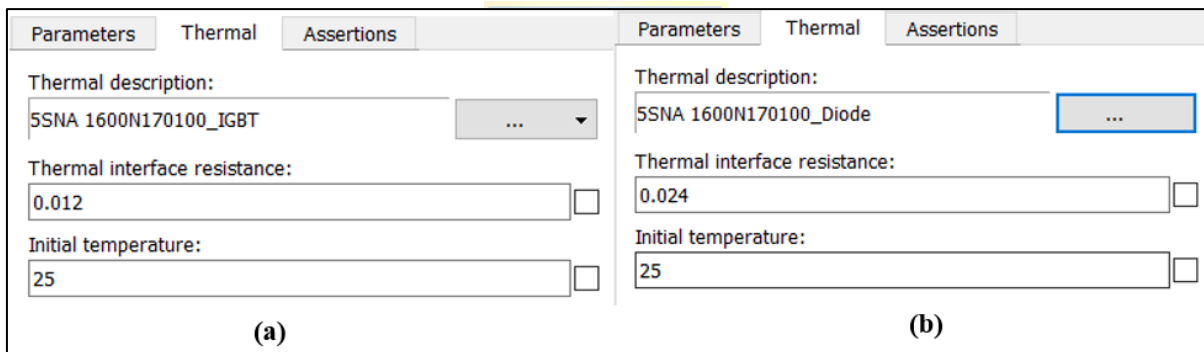 Parameters Thermal Assertions
Thermal description:
5SNA 1600N170100_IGBT ...
Thermal interface resistance:
0.012
Initial temperature:
25
(a)
Parameters Thermal Assertions
Thermal description:
5SNA 1600N170100_Diode ...
Thermal interface resistance:
0.024
Initial temperature:
25
(b)